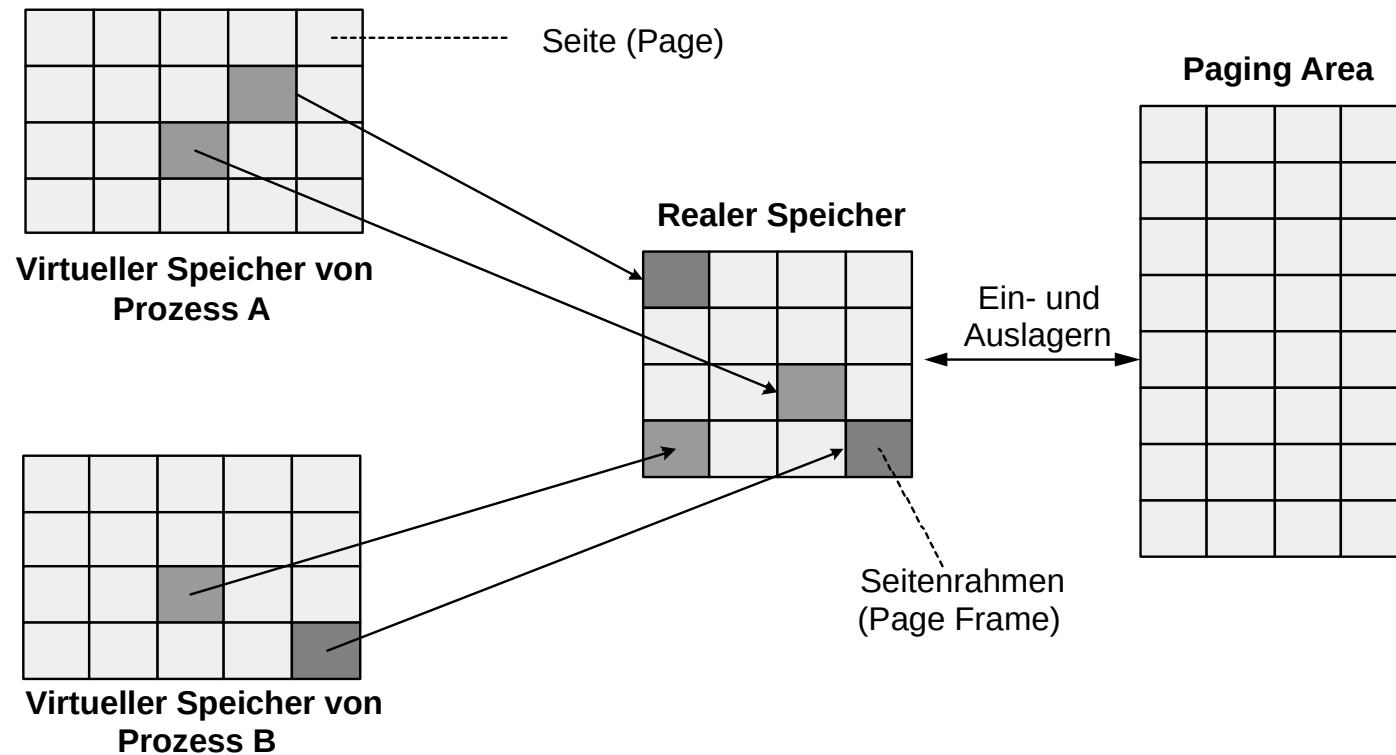 Seite (Page)
Paging Area
Virtueller Speicher von
Prozess A
Realer Speicher
Ein- und
Auslagern
Seitenrahmen
(Page Frame)
Virtueller Speicher von
Prozess B